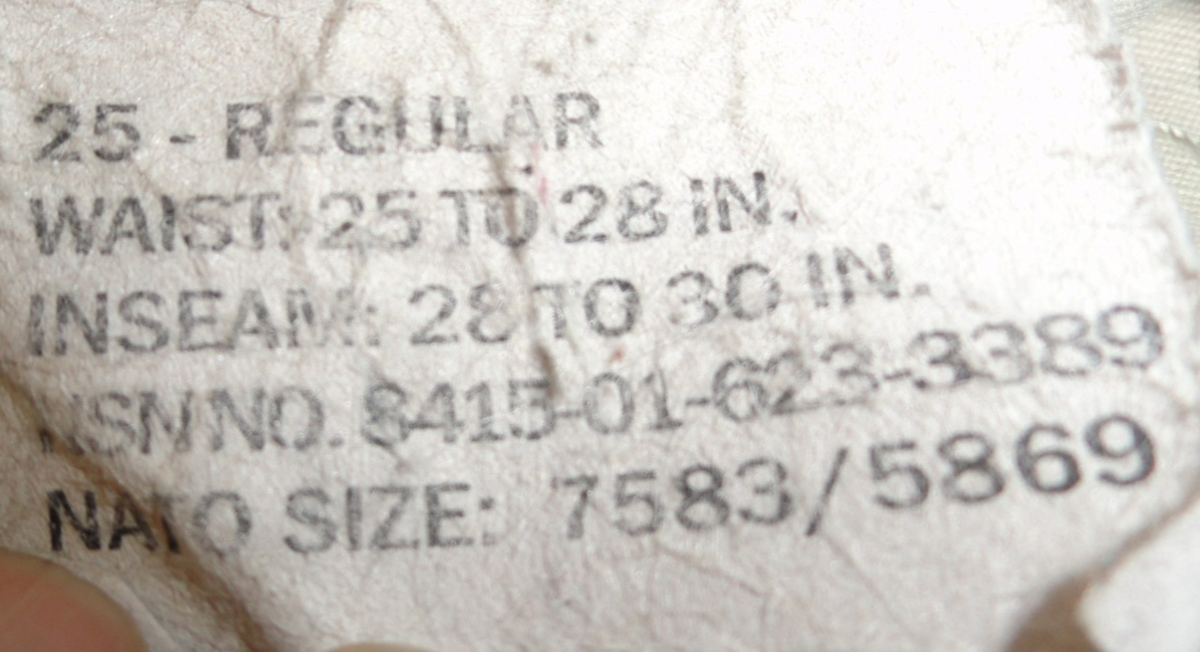 25 - REGULAR
WAIST: 25 TO 28 IN.
INSEAM: 28 TO 30 IN.
NSN NO. 8415-01-623-3389
NATO SIZE: 7583/5869